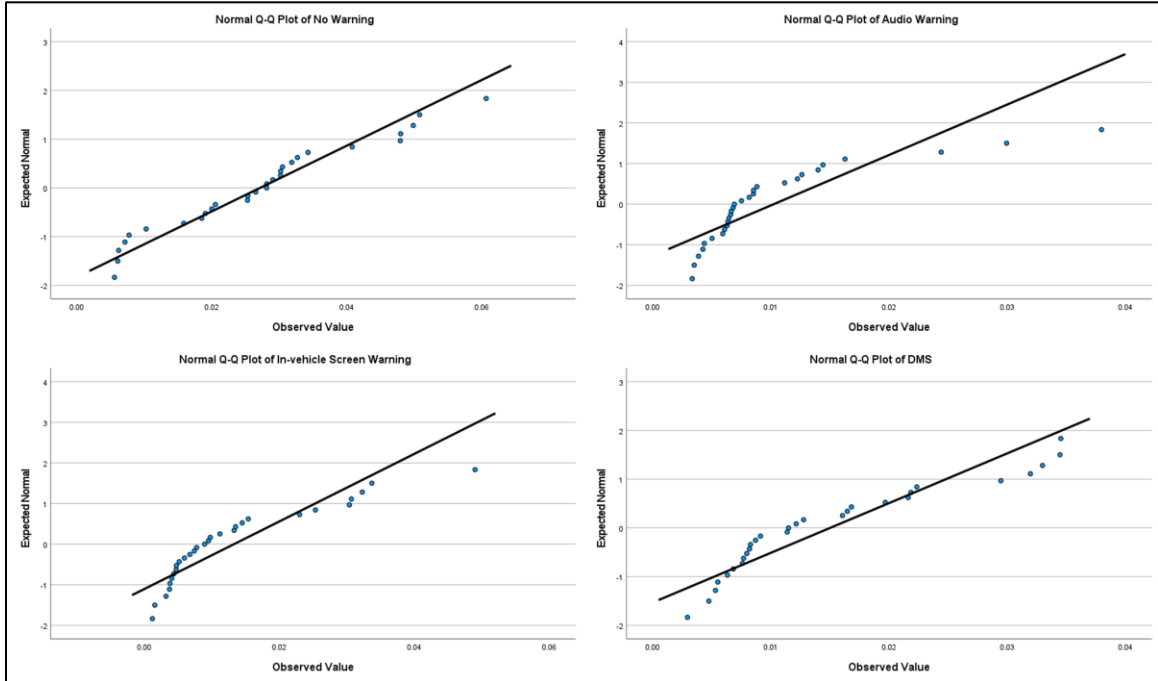 Normal Q-Q Plot of No Warning
3
2
1
0
-1
-2
Expected Normal
0.00 0.02 0.04 0.06
Observed Value
Normal Q-Q Plot of Audio Warning
4
3
2
1
0
-1
-2
Expected Normal
0.00 0.01 0.02 0.03 0.04
Observed Value
Normal Q-Q Plot of In-vehicle Screen Warning
4
3
2
1
0
-1
-2
Expected Normal
0.00 0.02 0.04 0.06
Observed Value
Normal Q-Q Plot of DMS
3
2
1
0
-1
-2
Expected Normal
0.00 0.01 0.02 0.03 0.04
Observed Value